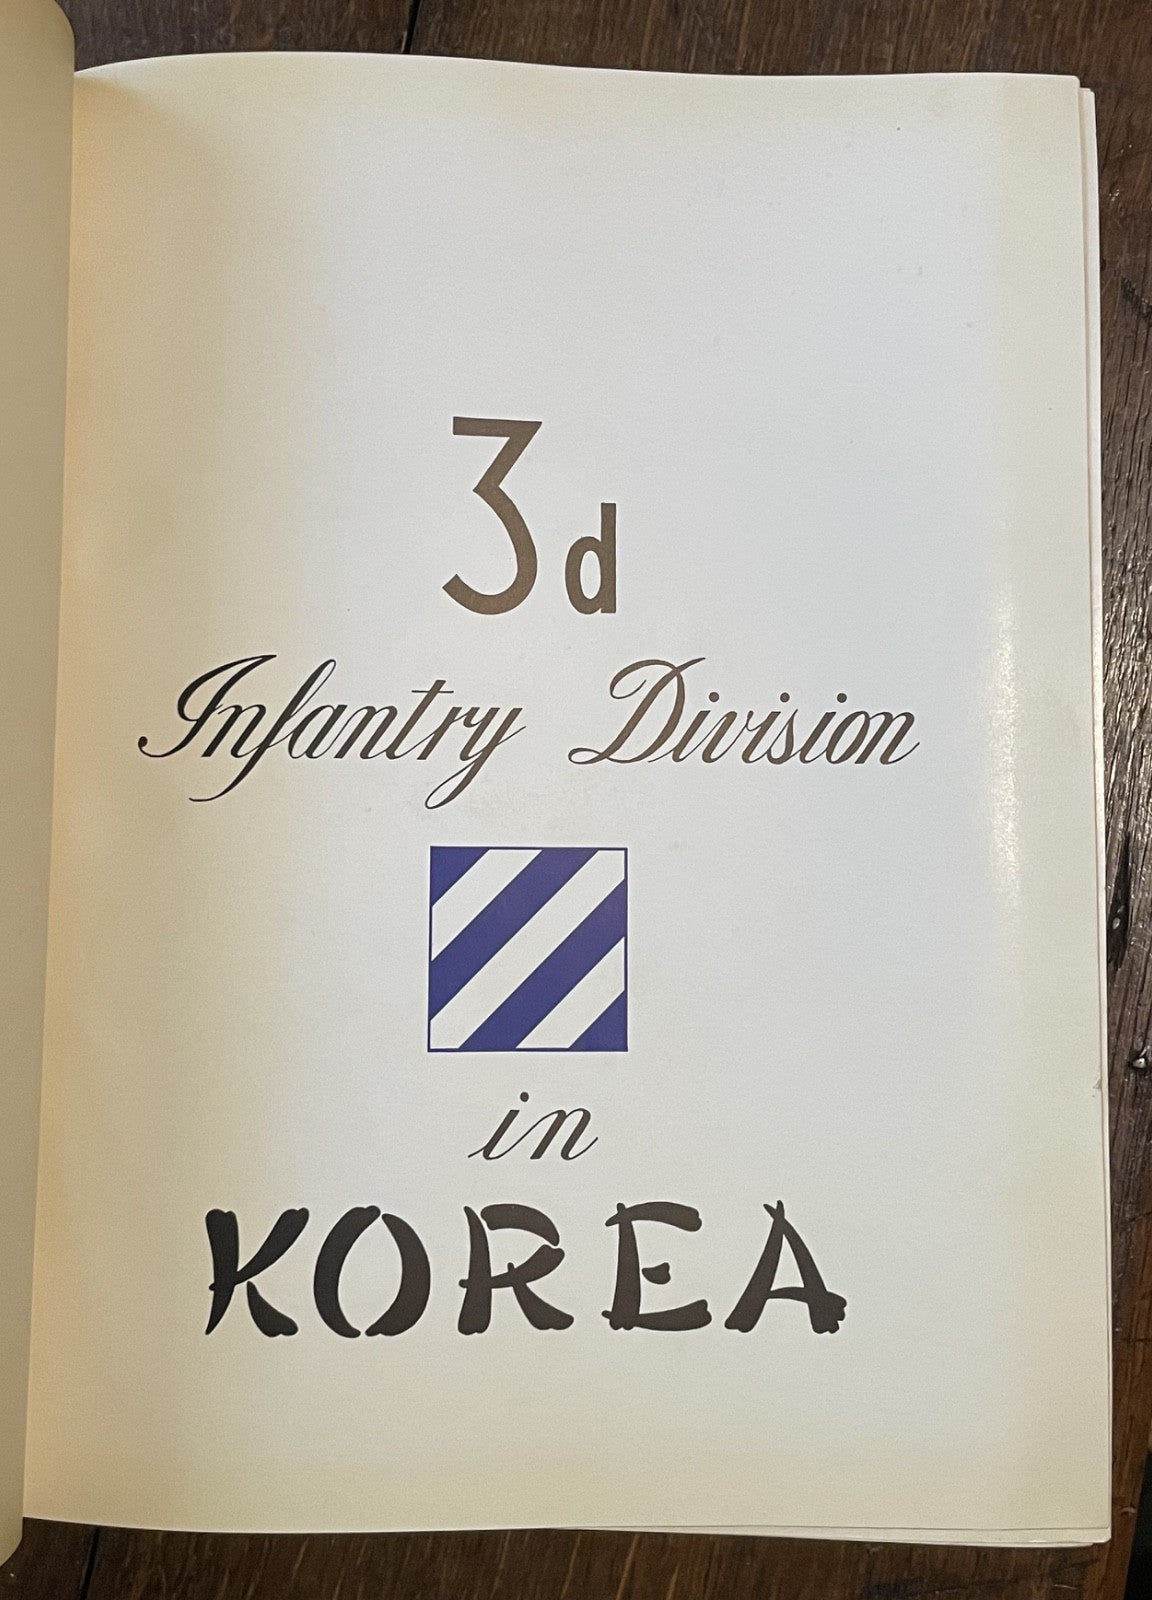 3d
Infantry Division
in
KOREA